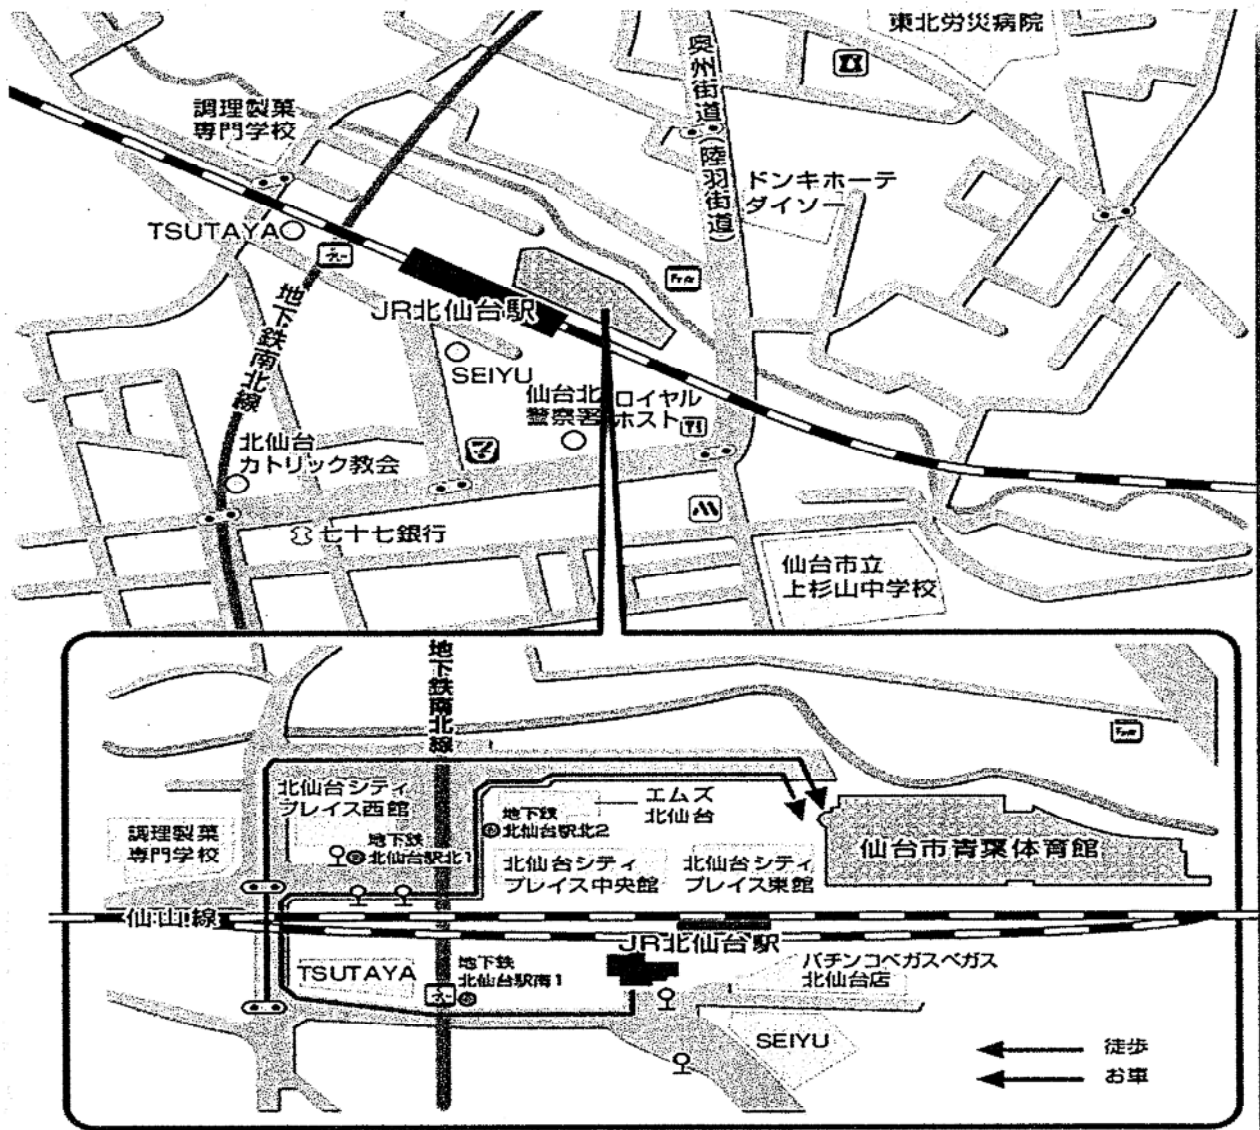 東北労災病院
奥州街道(陸羽街道)
調理製菓
専門学校
ドンキホーテ
ダイソー
TSUTAYA
地下鉄南北線
JR北仙台駅
SEIYU
仙台北
警察署
ロイヤル
ホスト
北仙台
カトリック教会
七十七銀行
仙台市立
上杉山中学校
地下鉄南北線
北仙台シティ
プレイス西館
エムズ
北仙台
地下鉄
北仙台駅北2
調理製菓
専門学校
地下鉄
北仙台駅北1
北仙台シティ
プレイス中央館
北仙台シティ
プレイス東館
仙台市青葉体育館
仙山線
JR北仙台駅
TSUTAYA
地下鉄
北仙台駅南1
パチンコベガスベガス
北仙台店
SEIYU
徒歩
お車